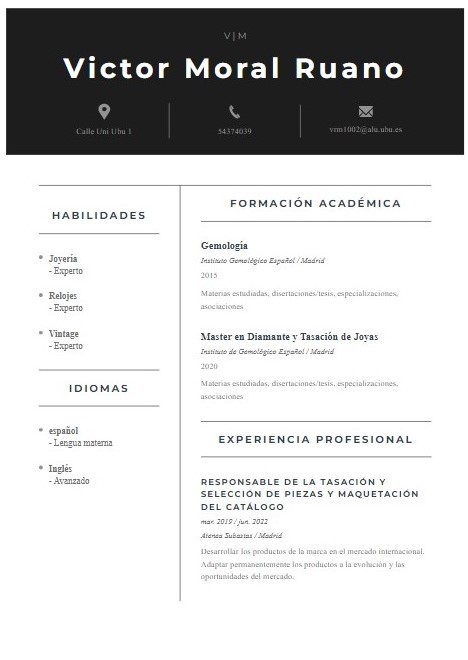 V|M
Victor Moral Ruano
Calle Uni Ubu 1
54374039
vrm1002@alu.ubu.es
HABILIDADES
Joyería
- Experto
Relojes
- Experto
Vintage
- Experto
IDIOMAS
español
- Lengua materna
Inglés
- Avanzado
FORMACIÓN ACADÉMICA
Gemología
Instituto Gemológico Español / Madrid
2015
Materias estudiadas, disertaciones/tesis, especializaciones,
asociaciones
Master en Diamante y Tasación de Joyas
Instituto de Gemológico Español / Madrid
2020
Materias estudiadas, disertaciones/tesis, especializaciones,
asociaciones
EXPERIENCIA PROFESIONAL
RESPONSABLE DE LA TASACIÓN Y
SELECCIÓN DE PIEZAS Y MAQUETACIÓN
DEL CATÁLOGO
mar. 2019 / jun. 2022
Atenea Subastas / Madrid
Desarrollar los productos de la marca en el mercado internacional.
Adaptar permanentemente los productos a la evolución y las
oportunidades del mercado.